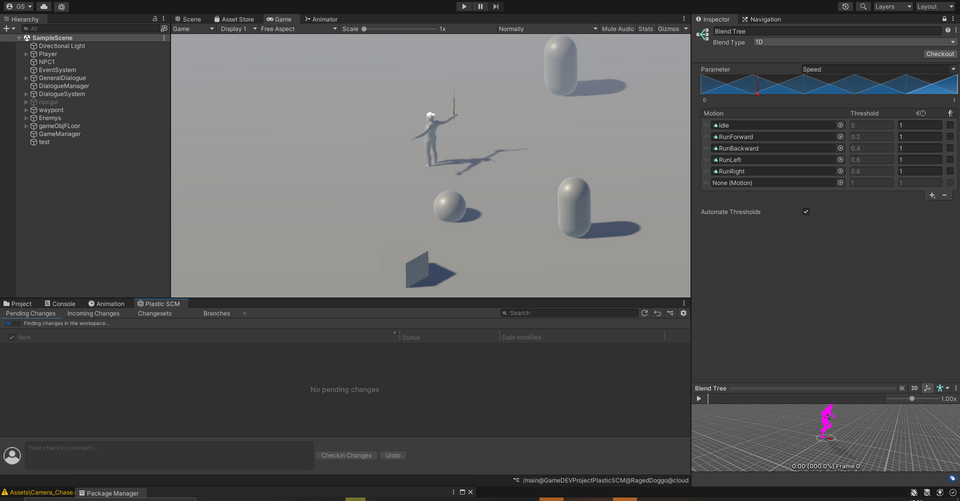 GS
Layers
Layout
Hierarchy
Scene
Asset Store
Game
Animator
Inspector
Navigation
All
Game
Display 1
Free Aspect
Scale
1x
Normally
Mute Audio
Stats
Gizmos
Blend Tree
Blend Type
1D
Checkout
SampleScene
Directional Light
Player
NPC1
EventSystem
GeneralDialogue
DialogueManager
DialogueSystem
npcgui
waypont
Enemys
gameObjFLoor
GameManager
test
Parameter
Speed
0
1
Motion
Threshold
Idle
0
1
RunForward
0.2
1
RunBackward
0.4
1
RunLeft
0.6
1
RunRight
0.8
1
None (Motion)
1
1
Automate Thresholds
Project
Console
Animation
Plastic SCM
Pending Changes
Incoming Changes
Changesets
Branches
Search
Finding changes in the workspace...
Item
Status
Date modified
No pending changes
Your checkin comment...
Checkin Changes
Undo
/main@GameDEVProjectPlasticSCM@RagedDoggo@cloud
Blend Tree
2D
1.00x
0:00 (000.0%) Frame 0
Assets\Camera_Chase.
Package Manager